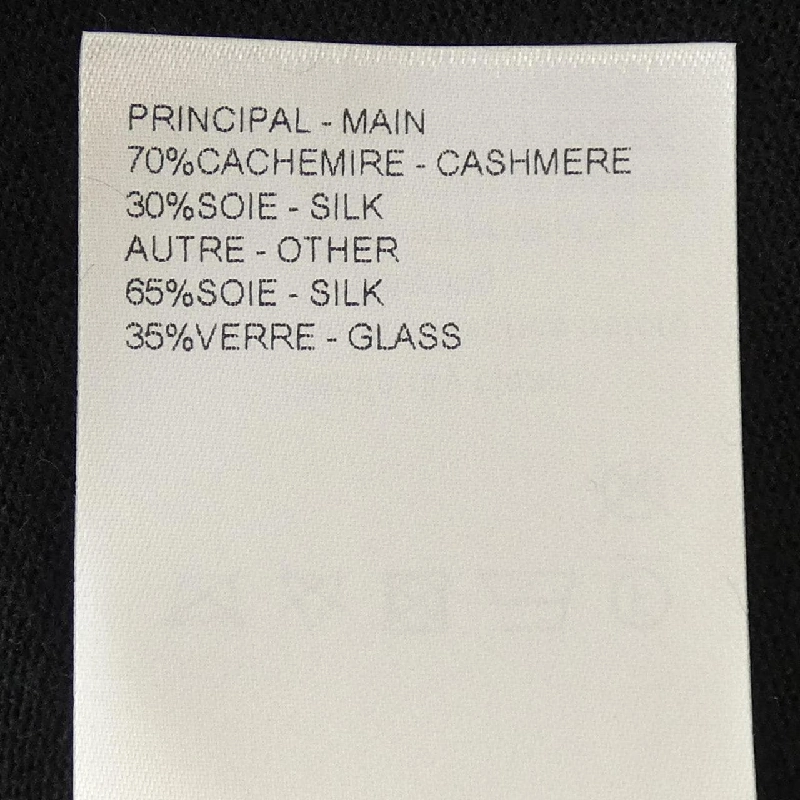 PRINCIPAL - MAIN
70%CACHEMIRE - CASHMERE
30%SOIE - SILK
AUTRE - OTHER
65%SOIE - SILK
35%VERRE - GLASS